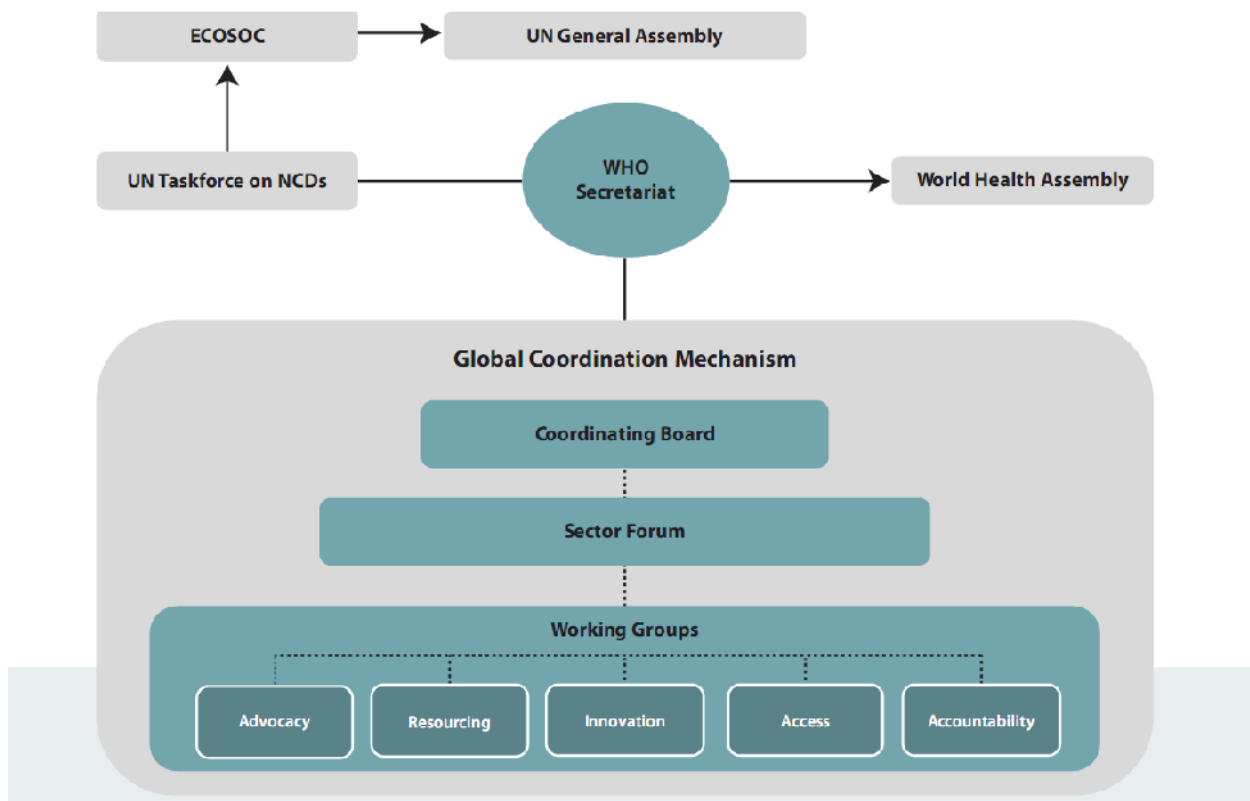 ECOSOC
UN General Assembly
UN Taskforce on NCDs
WHO
Secretariat
World Health Assembly
Global Coordination Mechanism
Coordinating Board
Sector Forum
Working Groups
Advocacy
Resourcing
Innovation
Access
Accountability